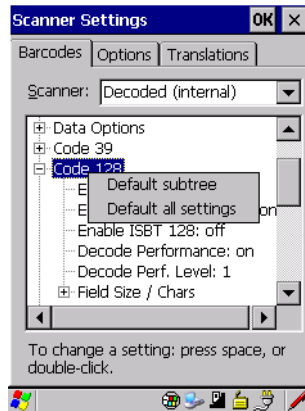 Scanner Settings OK ×
Barcodes Options Translations
Scanner: Decoded (internal)
Data Options
Code 39
Code 128
E
Default subtree
E
Default all settings
on
Enable ISBT 128: off
Decode Performance: on
Decode Perf. Level: 1
Field Size / Chars
To change a setting: press space, or
double-click.